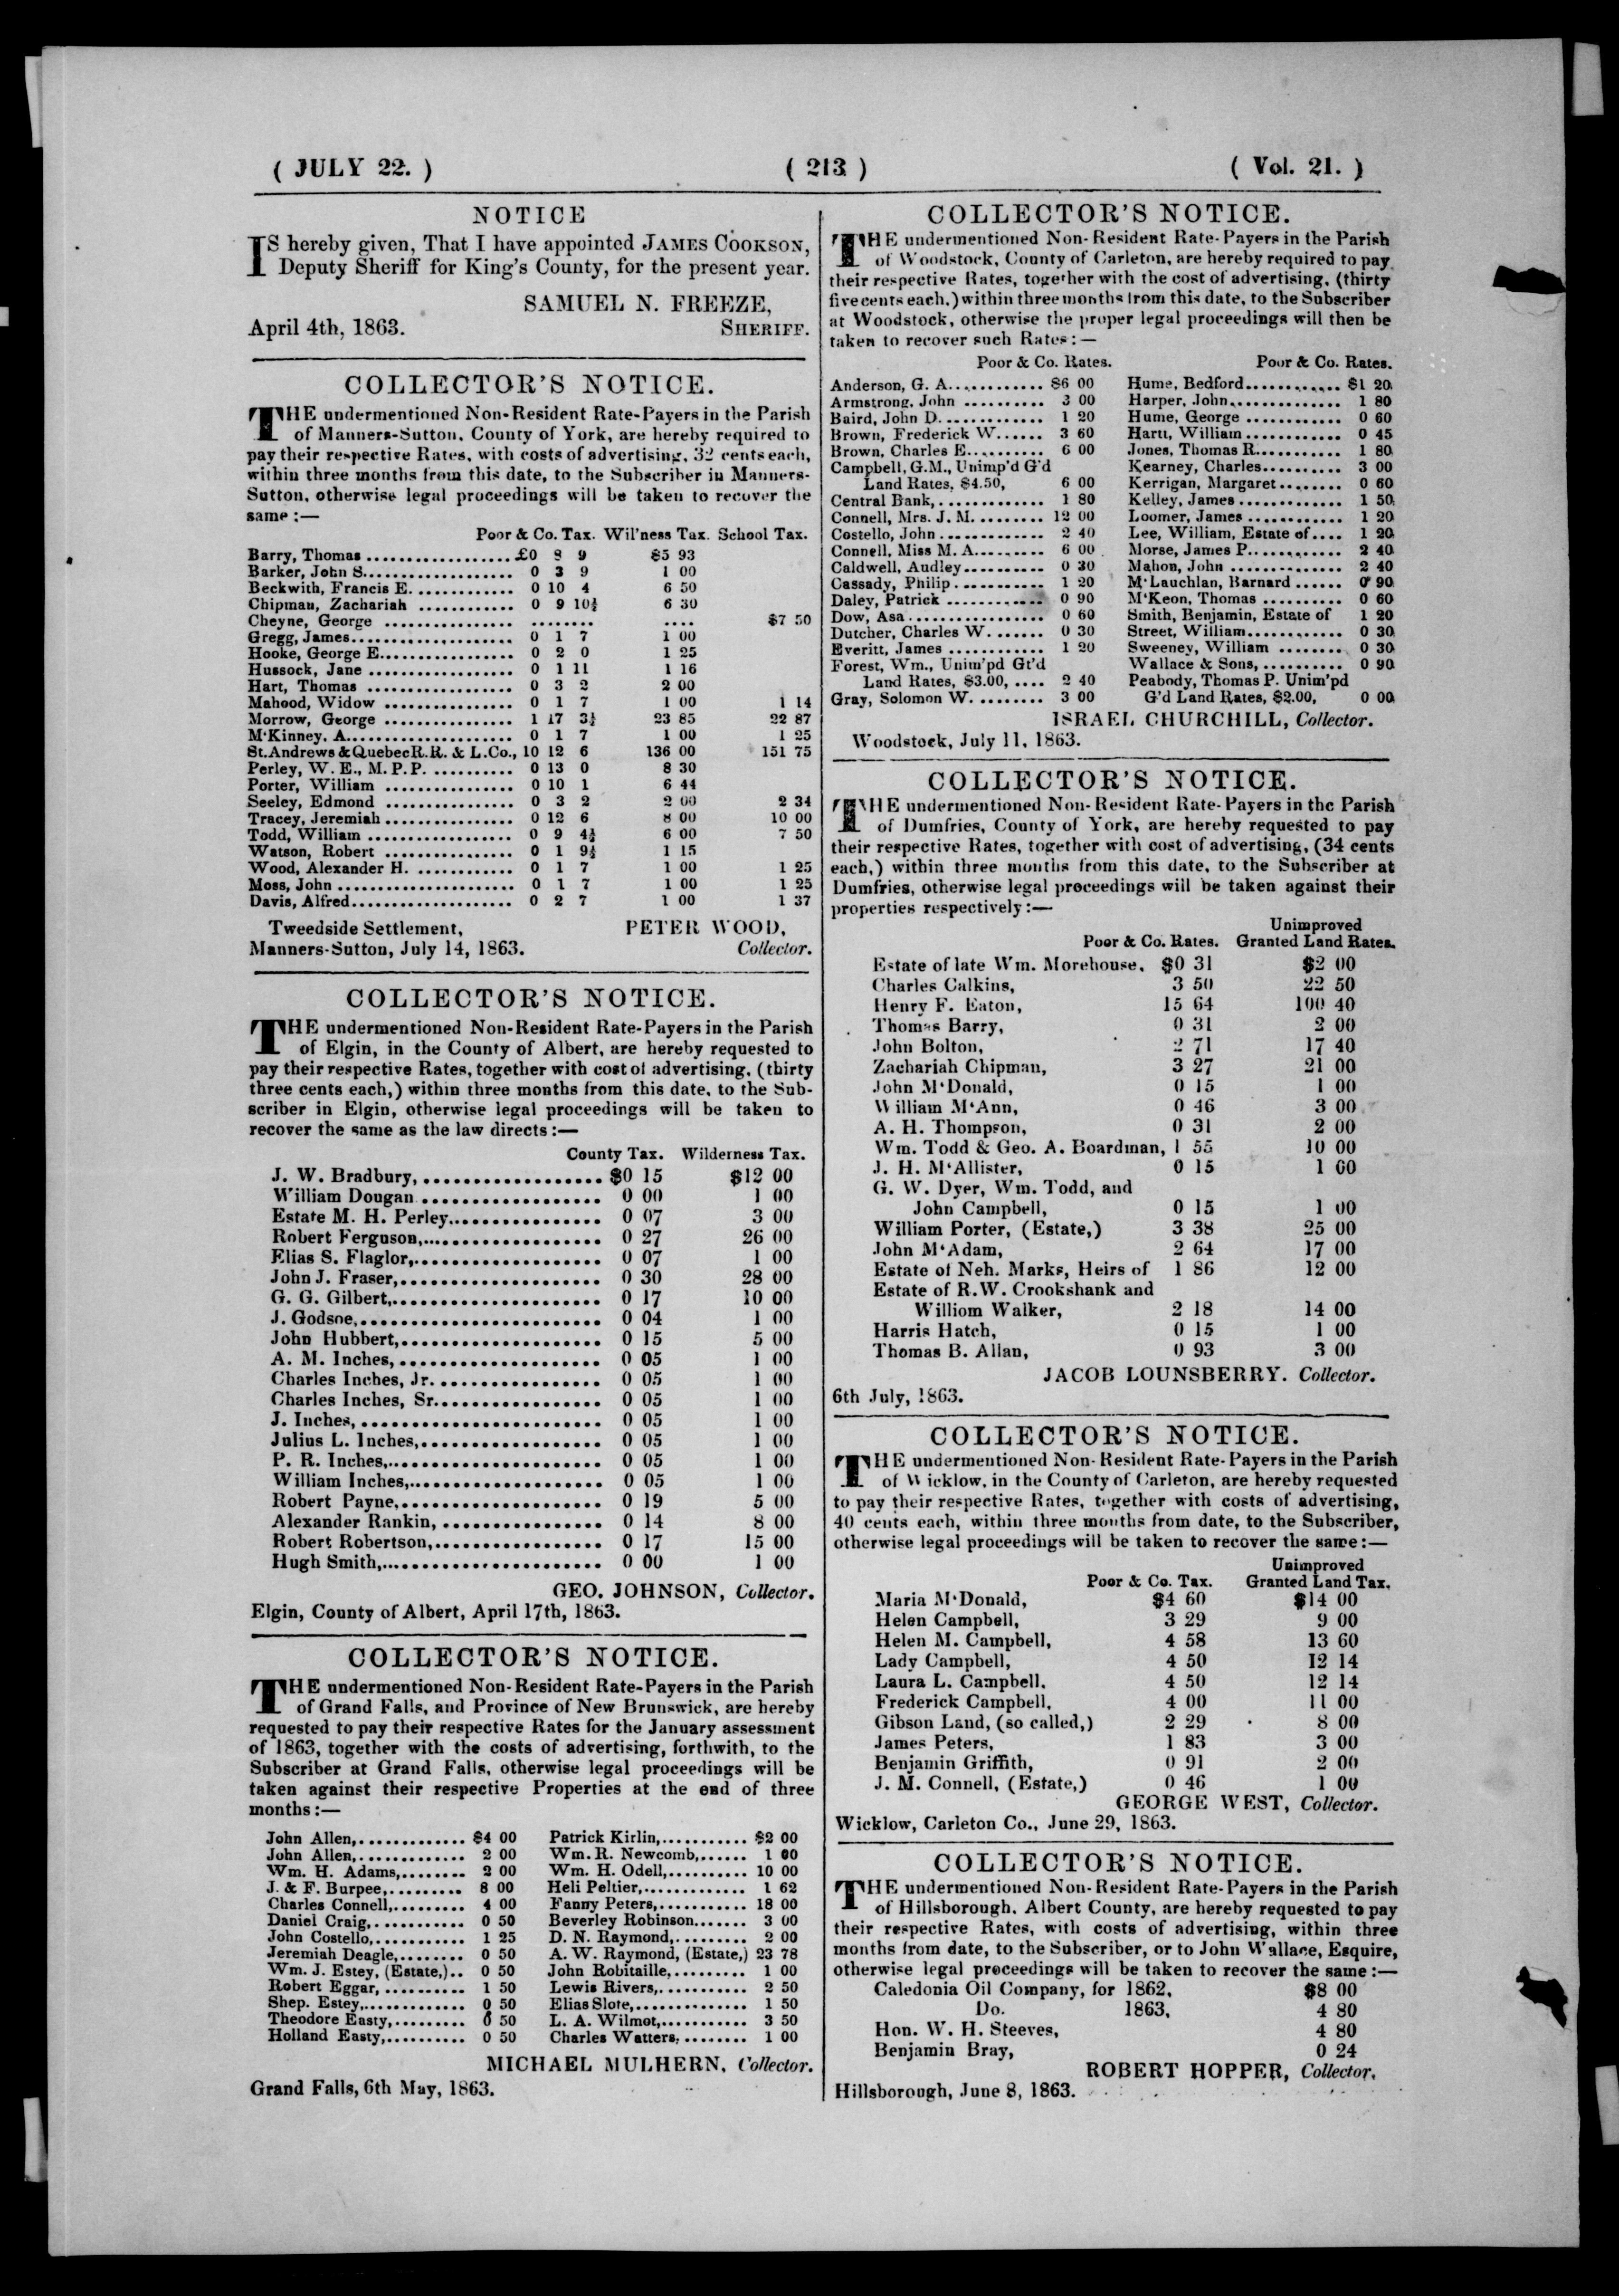 ( JULY 22. ) ( 213 ) ( Vol. 21. )
NOTICE
IS hereby given, That I have appointed JAMES COOKSON,
Deputy Sheriff for King's County, for the present year.
SAMUEL N. FREEZE,
April 4th, 1863. SHERIFF.
COLLECTOR'S NOTICE.
THE undermentioned Non-Resident Rate-Payers in the Parish
of Manners-Sutton, County of York, are hereby required to
pay their respective Rates, with costs of advertising, 32 cents each,
within three months from this date, to the Subscriber in Manners-
Sutton, otherwise legal proceedings will be taken to recover the
same :—
Poor & Co. Tax. Wil'ness Tax. School Tax.
Barry, Thomas .................. £0 8 9 $5 93
Barker, John S................... 0 3 9 1 00
Beckwith, Francis E. ............ 0 10 4 6 50
Chipman, Zachariah ............ 0 9 10½ 6 30
Cheyne, George ................ ........ .... $7 50
Gregg, James.................... 0 1 7 1 00
Hooke, George E................. 0 2 0 1 25
Hussock, Jane .................. 0 1 11 1 16
Hart, Thomas .................. 0 3 2 2 00
Mahood, Widow ................ 0 1 7 1 00 1 14
Morrow, George ................ 1 17 3½ 23 85 22 87
M'Kinney, A..................... 0 1 7 1 00 1 25
St. Andrews & Quebec R.R. & L. Co., 10 12 6 136 00 151 75
Perley, W. E., M. P. P. .......... 0 13 0 8 30
Porter, William ................ 0 10 1 6 44
Seeley, Edmond ................ 0 3 2 2 00 2 34
Tracey, Jeremiah ................ 0 12 6 8 00 10 00
Todd, William .................. 0 9 4½ 6 00 7 50
Watson, Robert ................ 0 1 9½ 1 15
Wood, Alexander H. ............ 0 1 7 1 00 1 25
Moss, John ...................... 0 1 7 1 00 1 25
Davis, Alfred.................... 0 2 7 1 00 1 37
Tweedside Settlement, PETER WOOD,
Manners-Sutton, July 14, 1863. Collector.
COLLECTOR'S NOTICE.
THE undermentioned Non-Resident Rate-Payers in the Parish
of Elgin, in the County of Albert, are hereby requested to
pay their respective Rates, together with cost of advertising, (thirty
three cents each,) within three months from this date, to the Sub-
scriber in Elgin, otherwise legal proceedings will be taken to
recover the same as the law directs :—
County Tax. Wilderness Tax.
J. W. Bradbury, ................... $0 15 $12 00
William Dougan .................. 0 00 1 00
Estate M. H. Perley................ 0 07 3 00
Robert Ferguson,................... 0 27 26 00
Elias S. Flaglor,.................... 0 07 1 00
John J. Fraser,..................... 0 30 28 00
G. G. Gilbert,...................... 0 17 10 00
J. Godsoe,......................... 0 04 1 00
John Hubbert,..................... 0 15 5 00
A. M. Inches, ..................... 0 05 1 00
Charles Inches, Jr. ................. 0 05 1 00
Charles Inches, Sr.................. 0 05 1 00
J. Inches, ......................... 0 05 1 00
Julius L. Inches,................... 0 05 1 00
P. R. Inches,...................... 0 05 1 00
William Inches,.................... 0 05 1 00
Robert Payne,..................... 0 19 5 00
Alexander Rankin, ................ 0 14 8 00
Robert Robertson,.................. 0 17 15 00
Hugh Smith,...................... 0 00 1 00
GEO. JOHNSON, Collector.
Elgin, County of Albert, April 17th, 1863.
COLLECTOR'S NOTICE.
THE undermentioned Non-Resident Rate-Payers in the Parish
of Grand Falls, and Province of New Brunswick, are hereby
requested to pay their respective Rates for the January assessment
of 1863, together with the costs of advertising, forthwith, to the
Subscriber at Grand Falls, otherwise legal proceedings will be
taken against their respective Properties at the end of three
months :—
John Allen,............. $4 00 Patrick Kirlin,........... $2 00
John Allen,............. 2 00 Wm. R. Newcomb,...... 1 00
Wm. H. Adams,........ 2 00 Wm. H. Odell,.......... 10 00
J. & F. Burpee,......... 8 00 Heli Peltier,............. 1 62
Charles Connell,......... 4 00 Fanny Peters,........... 18 00
Daniel Craig,........... 0 50 Beverley Robinson....... 3 00
John Costello,........... 1 25 D. N. Raymond,......... 2 00
Jeremiah Deagle,........ 0 50 A. W. Raymond, (Estate,) 23 78
Wm. J. Estey, (Estate,).. 0 50 John Robitaille,......... 1 00
Robert Eggar, .......... 1 50 Lewis Rivers,........... 2 50
Shep. Estey,............. 0 50 Elias Slote,.............. 1 50
Theodore Easty,......... 0 50 L. A. Wilmot,........... 3 50
Holland Easty,.......... 0 50 Charles Watters,........ 1 00
MICHAEL MULHERN, Collector.
Grand Falls, 6th May, 1863.
COLLECTOR'S NOTICE.
THE undermentioned Non-Resident Rate-Payers in the Parish
of Woodstock, County of Carleton, are hereby required to pay
their respective Rates, together with the cost of advertising, (thirty
five cents each,) within three months from this date, to the Subscriber
at Woodstock, otherwise the proper legal proceedings will then be
taken to recover such Rates :—
Poor & Co. Rates. Poor & Co. Rates.
Anderson, G. A............ $6 00 Hume, Bedford............ $1 20
Armstrong, John .......... 3 00 Harper, John.............. 1 80
Baird, John D. ............ 1 20 Hume, George ............ 0 60
Brown, Frederick W...... 3 60 Hartt, William ............ 0 45
Brown, Charles E.......... 6 00 Jones, Thomas R........... 1 80
Campbell, G.M., Unimp'd G'd Kearney, Charles.......... 3 00
Land Rates, $4.50, 6 00 Kerrigan, Margaret ........ 0 60
Central Bank,............. 1 80 Kelley, James ............. 1 50
Connell, Mrs. J. M. ......... 12 00 Loomer, James ............ 1 20
Costello, John ............. 2 40 Lee, William, Estate of.... 1 20
Connell, Miss M. A......... 6 00 Morse, James P............ 2 40
Caldwell, Audley.......... 0 30 Mahon, John .............. 2 40
Cassady, Philip ........... 1 20 M'Lauchlan, Barnard ...... 0 90
Daley, Patrick ............ 0 90 M'Keon, Thomas .......... 0 60
Dow, Asa ................. 0 60 Smith, Benjamin, Estate of 1 20
Dutcher, Charles W. ....... 0 30 Street, William............ 0 30
Everitt, James ............ 1 20 Sweeney, William ........ 0 30
Forest, Wm., Unim'pd Gt'd Wallace & Sons, .......... 0 90
Land Rates, $3.00, .... 2 40 Peabody, Thomas P. Unim'pd
Gray, Solomon W. ........ 3 00 G'd Land Rates, $2.00, 0 00
ISRAEL CHURCHILL, Collector.
Woodstock, July 11, 1863.
COLLECTOR'S NOTICE.
THE undermentioned Non-Resident Rate-Payers in the Parish
of Dumfries, County of York, are hereby requested to pay
their respective Rates, together with cost of advertising, (34 cents
each,) within three months from this date, to the Subscriber at
Dumfries, otherwise legal proceedings will be taken against their
properties respectively :—
Unimproved
Poor & Co. Rates. Granted Land Rates.
Estate of late Wm. Morehouse, $0 31 $2 00
Charles Calkins, 3 50 22 50
Henry F. Eaton, 15 64 100 40
Thomas Barry, 0 31 2 00
John Bolton, 2 71 17 40
Zachariah Chipman, 3 27 21 00
John M'Donald, 0 15 1 00
William M'Ann, 0 46 3 00
A. H. Thompson, 0 31 2 00
Wm. Todd & Geo. A. Boardman, 1 55 10 00
J. H. M'Allister, 0 15 1 00
G. W. Dyer, Wm. Todd, and
John Campbell, 0 15 1 00
William Porter, (Estate,) 3 38 25 00
John M'Adam, 2 64 17 00
Estate of Neh. Marks, Heirs of 1 86 12 00
Estate of R. W. Crookshank and
Williom Walker, 2 18 14 00
Harris Hatch, 0 15 1 00
Thomas B. Allan, 0 93 3 00
JACOB LOUNSBERRY. Collector.
6th July, 1863.
COLLECTOR'S NOTICE.
THE undermentioned Non-Resident Rate-Payers in the Parish
of Wicklow, in the County of Carleton, are hereby requested
to pay their respective Rates, together with costs of advertising,
40 cents each, within three months from date, to the Subscriber,
otherwise legal proceedings will be taken to recover the same :—
Unimproved
Poor & Co. Tax. Granted Land Tax.
Maria M'Donald, $4 60 $14 00
Helen Campbell, 3 29 9 00
Helen M. Campbell, 4 58 13 60
Lady Campbell, 4 50 12 14
Laura L. Campbell, 4 50 12 14
Frederick Campbell, 4 00 11 00
Gibson Land, (so called,) 2 29 8 00
James Peters, 1 83 3 00
Benjamin Griffith, 0 91 2 00
J. M. Connell, (Estate,) 0 46 1 00
GEORGE WEST, Collector.
Wicklow, Carleton Co., June 29, 1863.
COLLECTOR'S NOTICE.
THE undermentioned Non-Resident Rate-Payers in the Parish
of Hillsborough, Albert County, are hereby requested to pay
their respective Rates, with costs of advertising, within three
months from date, to the Subscriber, or to John Wallace, Esquire,
otherwise legal proceedings will be taken to recover the same :—
Caledonia Oil Company, for 1862, $8 00
Do. 1863, 4 80
Hon. W. H. Steeves, 4 80
Benjamin Bray, 0 24
ROBERT HOPPER, Collector.
Hillsborough, June 8, 1863.